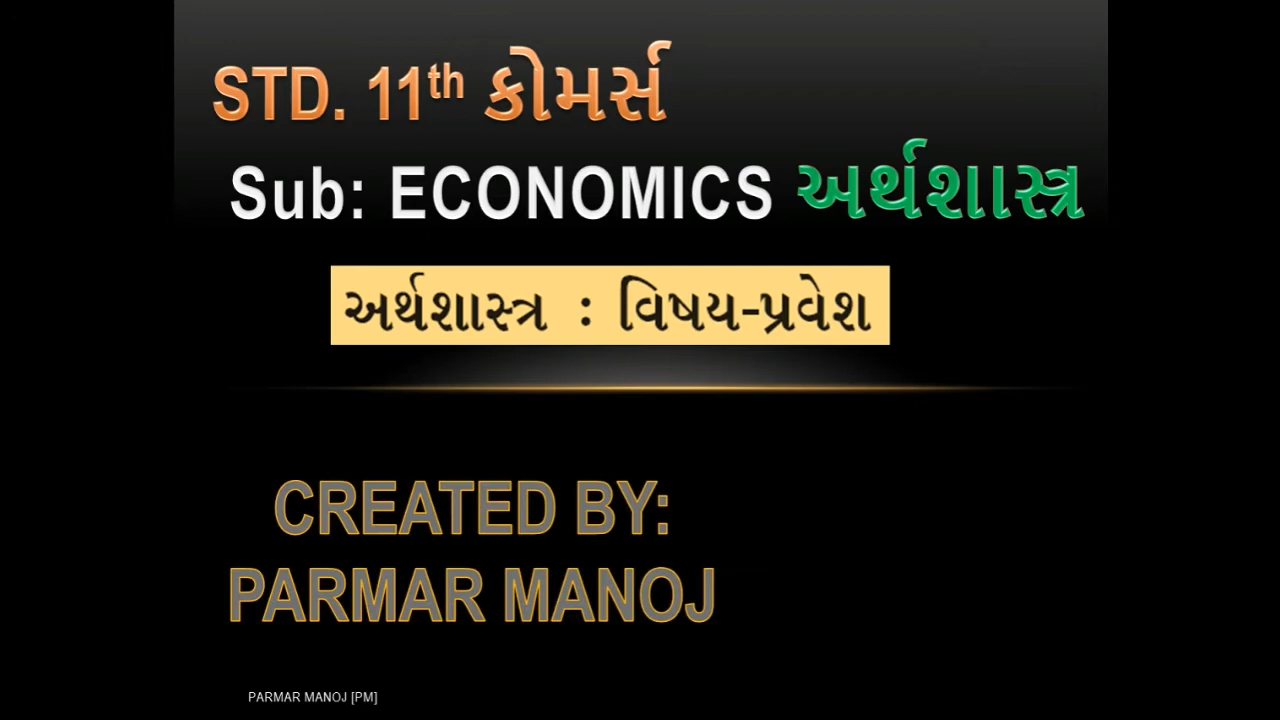 STD. 11th કોમર્સ
Sub: ECONOMICS અર્થશાસ્ત્ર
અર્થશાસ્ત્ર : વિષય-પ્રવેશ
CREATED BY:
PARMAR MANOJ
PARMAR MANOJ [PM]